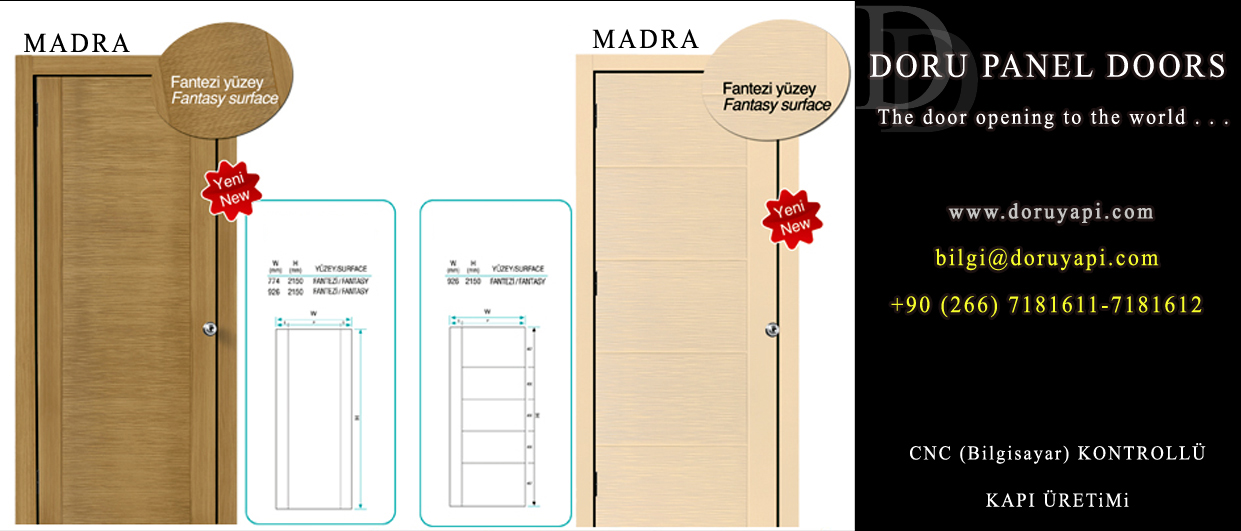 MADRA
Fantezi yüzey
Fantasy surface
Yeni
New
W H YÜZEY/SURFACE
(mm) (mm)
774 2150 FANTEZİ/FANTASY
926 2150 FANTEZİ/FANTASY
W
H
W H YÜZEY/SURFACE
(mm) (mm)
926 2150 FANTEZİ/FANTASY
W
MADRA
Fantezi yüzey
Fantasy surface
Yeni
New
DD
DORU PANEL DOORS
The door opening to the world . . .
www.doruyapi.com
bilgi@doruyapi.com
+90 (266) 7181611-7181612
CNC (Bilgisayar) KONTROLLÜ
KAPI ÜRETiMi